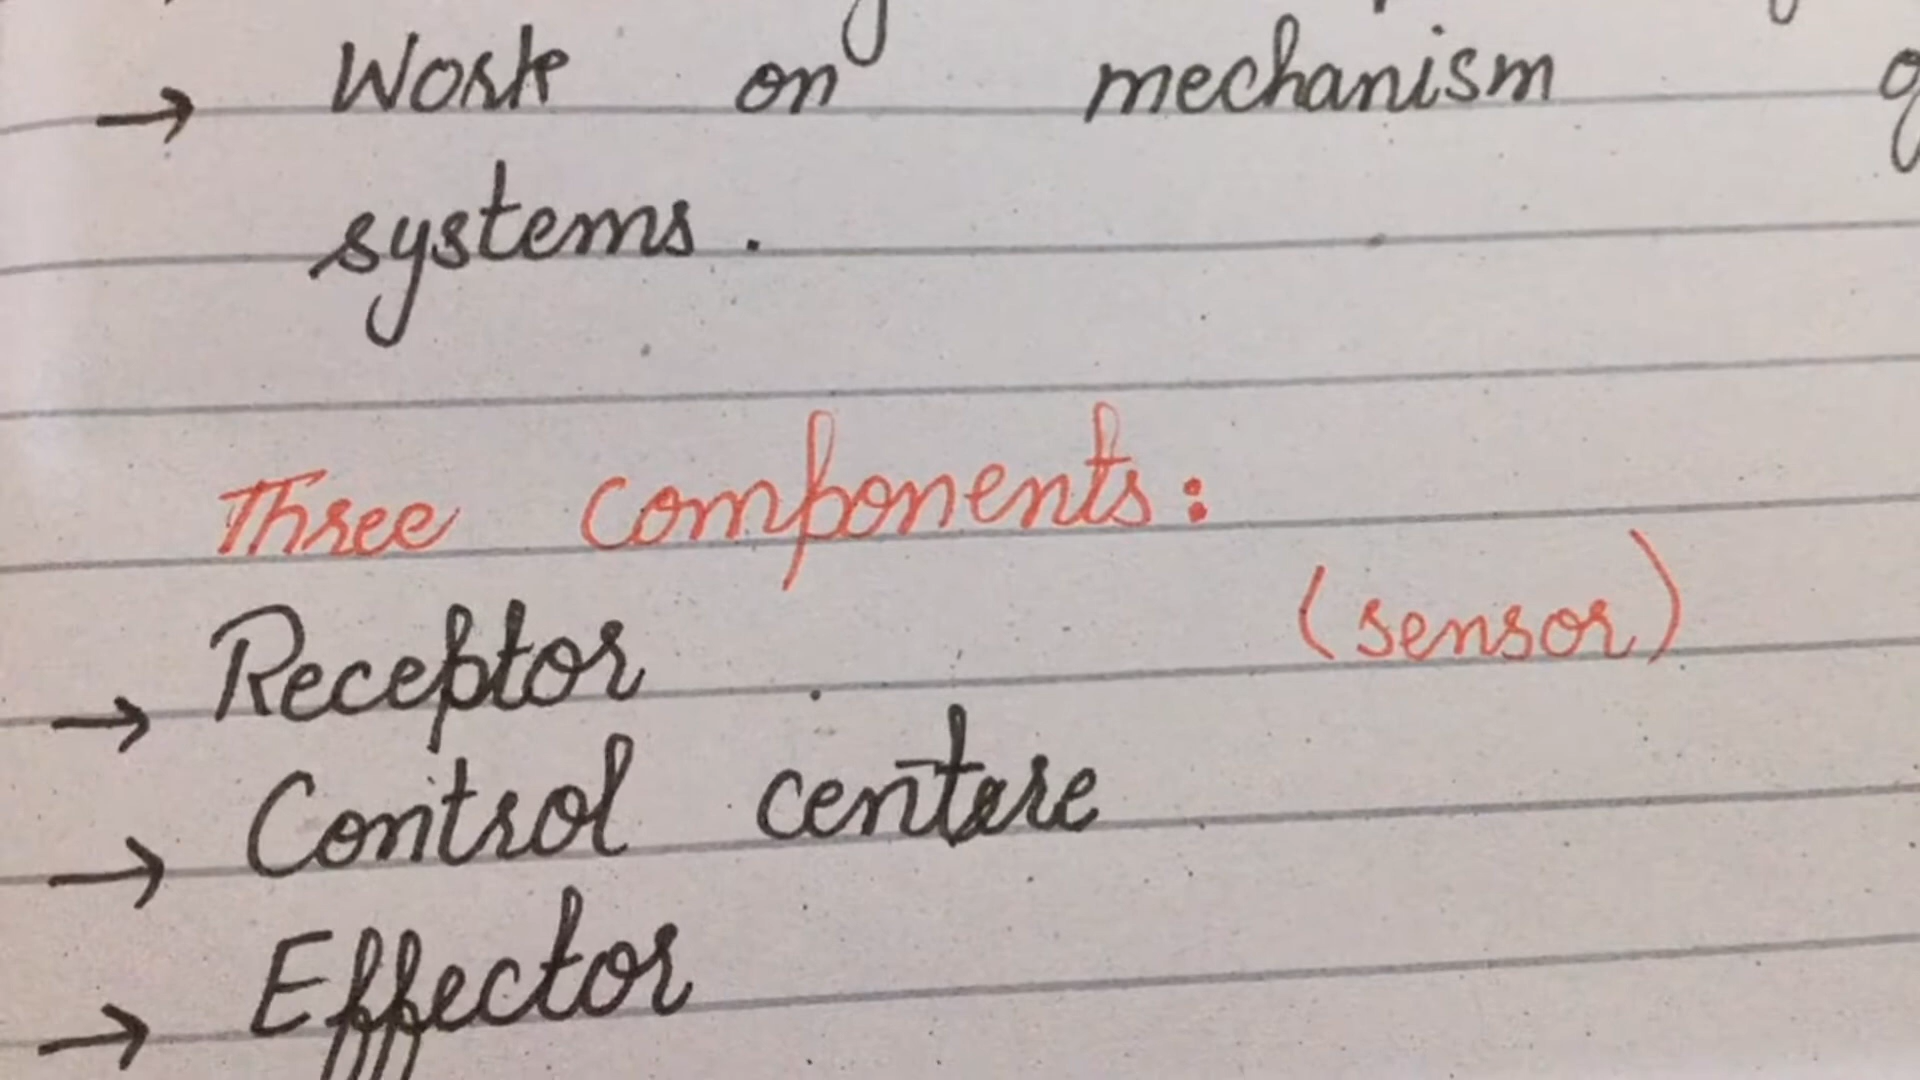 → Work on mechanism
systems.
Three components:
→ Receptor (sensor)
→ Control centre
→ Effector